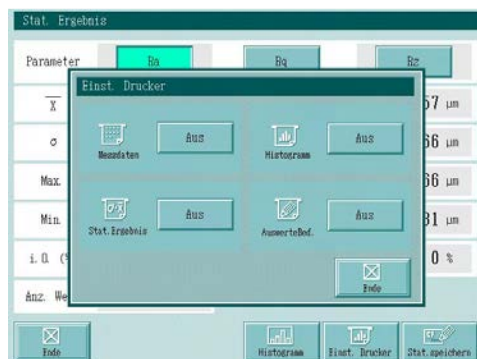 Stat. Ergebnis
Parameter Ra Rq Rz
Einst. Drucker
X 57 µm
Messdaten Aus Histogramm Aus
σ 66 µm
Max. 66 µm
Stat.Ergebnis Aus AuswerteBed. Aus
Min. 31 µm
i. O. 0 %
Ende
Anz. We
Ende Histogramm Einst. Drucker Stat.speichern